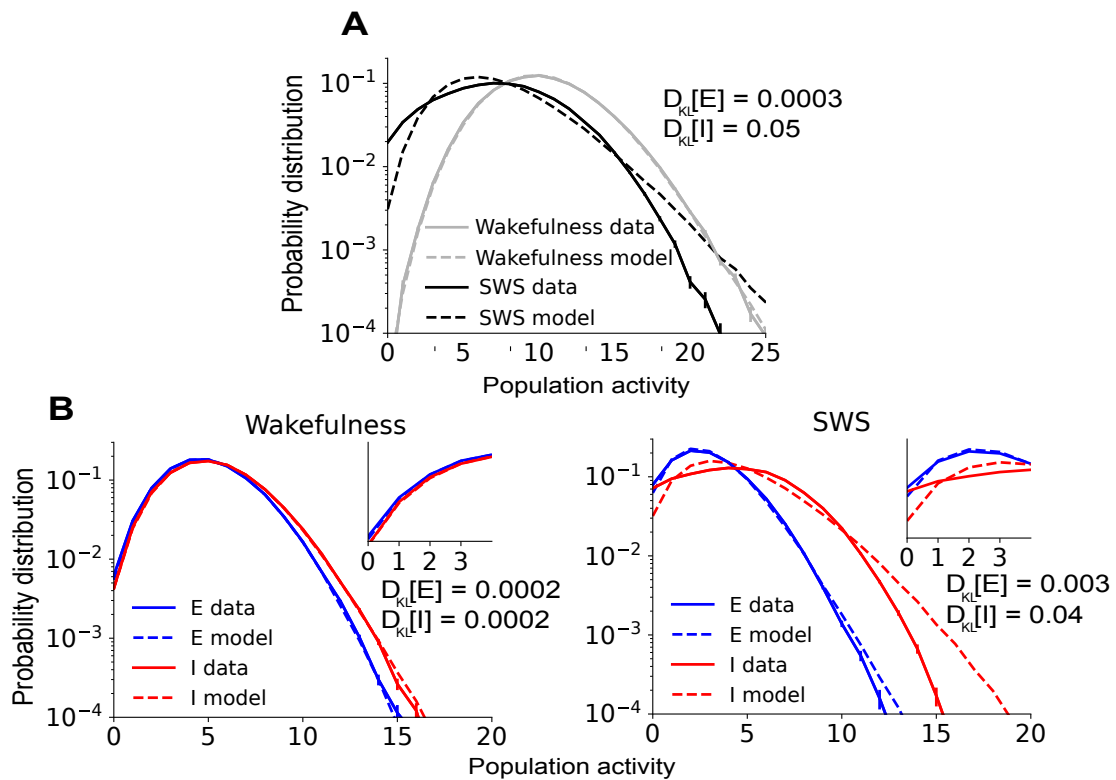 A
Probability distribution
10⁻¹
10⁻²
10⁻³
10⁻⁴
D_KL[E] = 0.0003
D_KL[I] = 0.05
Wakefulness data
Wakefulness model
SWS data
SWS model
0 5 10 15 20 25
Population activity
B
Wakefulness
Probability distribution
10⁻¹
10⁻²
10⁻³
10⁻⁴
0 1 2 3
D_KL[E] = 0.0002
D_KL[I] = 0.0002
E data
E model
I data
I model
0 5 10 15 20
Population activity
SWS
10⁻¹
10⁻²
10⁻³
10⁻⁴
0 1 2 3
D_KL[E] = 0.003
D_KL[I] = 0.04
E data
E model
I data
I model
0 5 10 15 20
Population activity